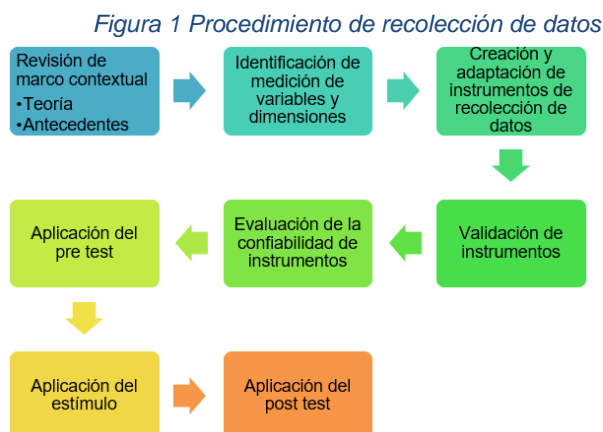 Figura 1 Procedimiento de recolección de datos
Revisión de
marco contextual
•Teoría
•Antecedentes
Identificación de
medición de
variables y
dimensiones
Creación y
adaptación de
instrumentos de
recolección de
datos
Validación de
instrumentos
Evaluación de la
confiabilidad de
instrumentos
Aplicación del
pre test
Aplicación del
estímulo
Aplicación del
post test